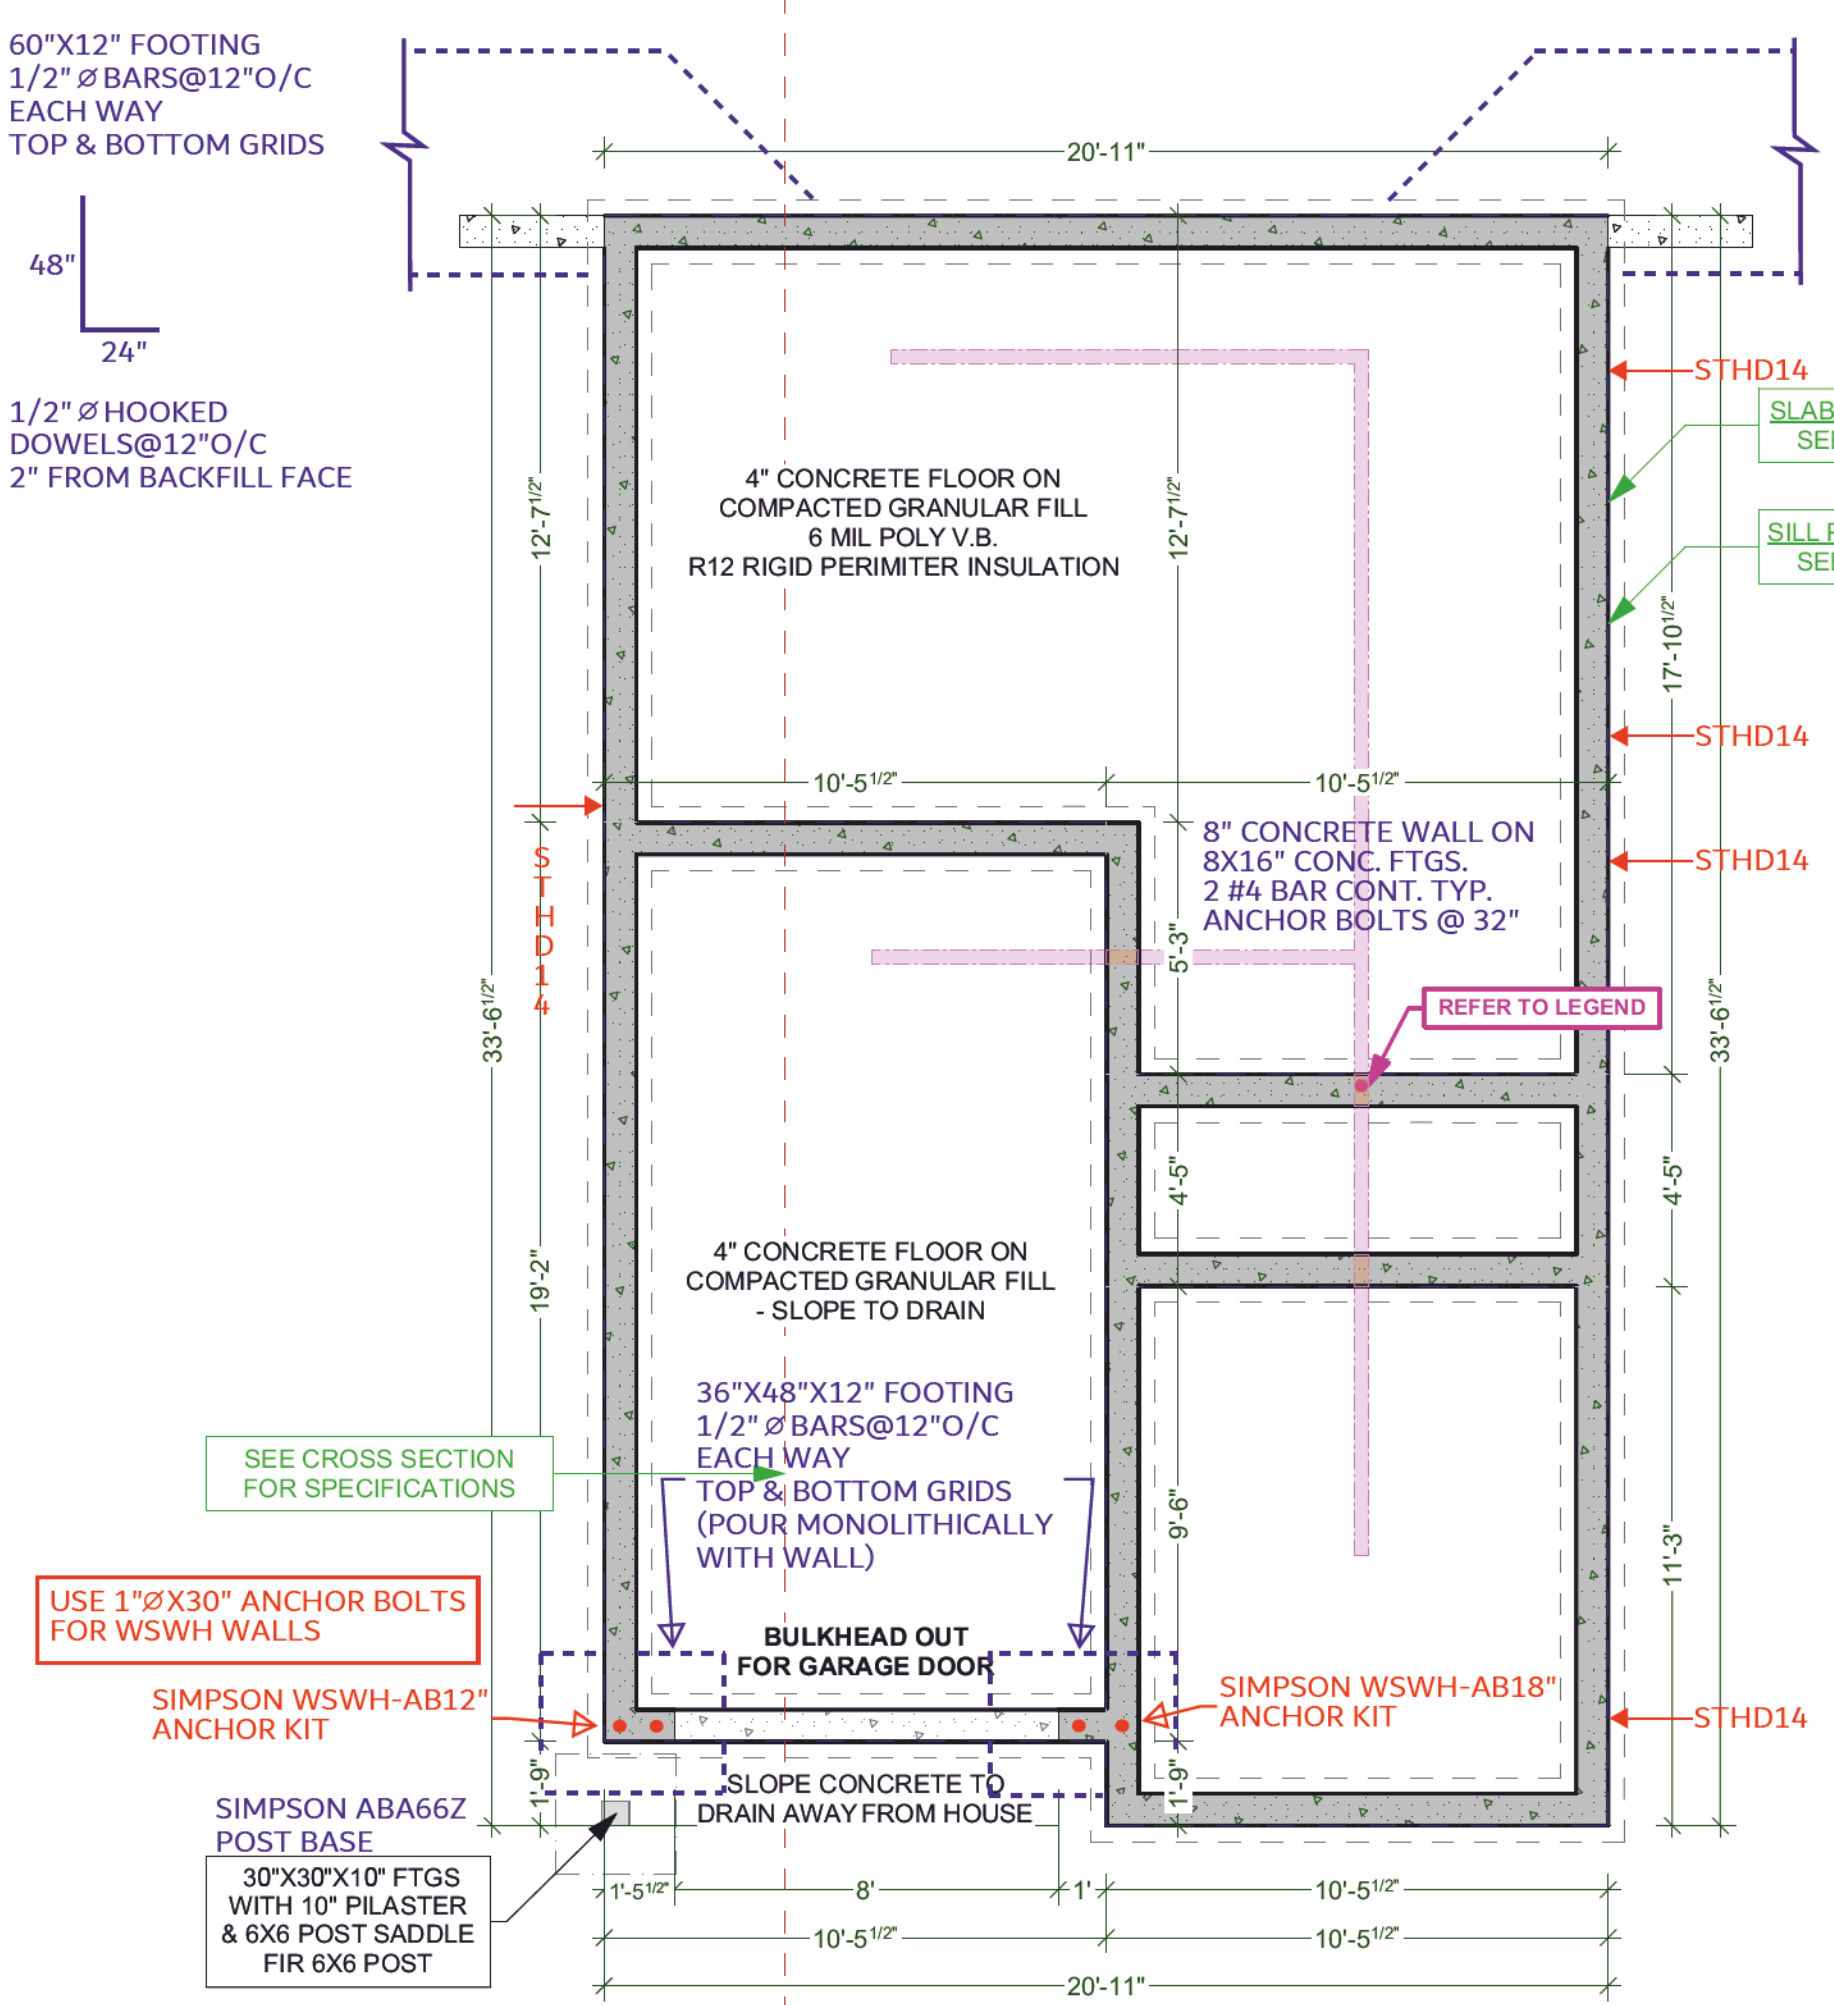 60"X12" FOOTING
1/2" Ø BARS@12"O/C
EACH WAY
TOP & BOTTOM GRIDS
48"
24"
1/2" Ø HOOKED
DOWELS@12"O/C
2" FROM BACKFILL FACE
20'-11"
STHD14
SLAB
SILL
4" CONCRETE FLOOR ON
COMPACTED GRANULAR FILL
6 MIL POLY V.B.
R12 RIGID PERIMITER INSULATION
12'-7 1/2"
12'-7 1/2"
17'-10 1/2"
STHD14
10'-5 1/2"
10'-5 1/2"
8" CONCRETE WALL ON
8X16" CONC. FTGS.
2 #4 BAR CONT. TYP.
ANCHOR BOLTS @ 32"
STHD14
STHD14
5'-3"
33'-6 1/2"
REFER TO LEGEND
33'-6 1/2"
4'-5"
4'-5"
19'-2"
4" CONCRETE FLOOR ON
COMPACTED GRANULAR FILL
- SLOPE TO DRAIN
36"X48"X12" FOOTING
1/2" Ø BARS@12"O/C
EACH WAY
TOP & BOTTOM GRIDS
(POUR MONOLITHICALLY
WITH WALL)
SEE CROSS SECTION
FOR SPECIFICATIONS
9'-6"
11'-3"
USE 1"ØX30" ANCHOR BOLTS
FOR WSWH WALLS
BULKHEAD OUT
FOR GARAGE DOOR
SIMPSON WSWH-AB12"
ANCHOR KIT
SIMPSON WSWH-AB18"
ANCHOR KIT
STHD14
1'-9"
1'-9"
SLOPE CONCRETE TO
DRAIN AWAY FROM HOUSE
SIMPSON ABA66Z
POST BASE
30"X30"X10" FTGS
WITH 10" PILASTER
& 6X6 POST SADDLE
FIR 6X6 POST
1'-5 1/2"
8'
1'
10'-5 1/2"
10'-5 1/2"
10'-5 1/2"
20'-11"